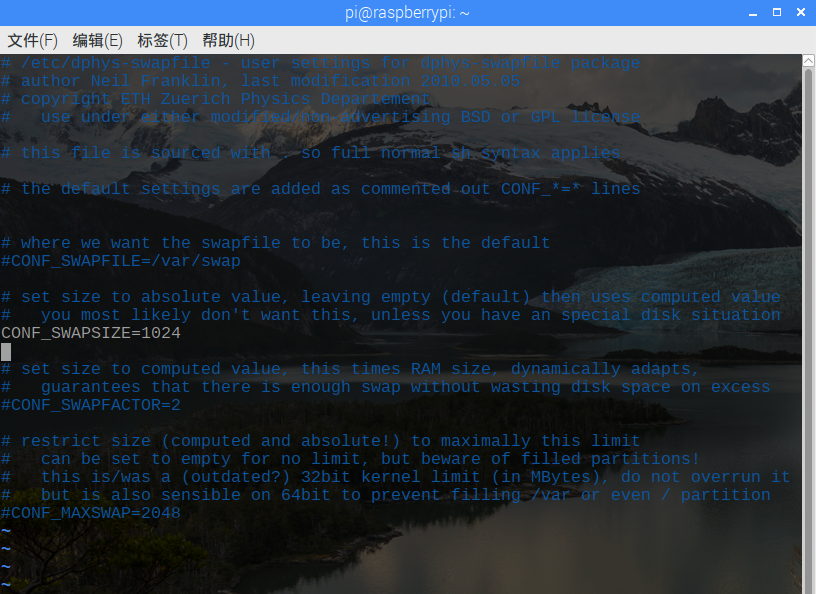 pi@raspberrypi: ~
文件(F) 编辑(E) 标签(T) 帮助(H)
# /etc/dphys-swapfile - user settings for dphys-swapfile package
# author Neil Franklin, last modification 2010.05.05
# copyright ETH Zuerich Physics Departement
#   use under either modified/non-advertising BSD or GPL license
# this file is sourced with . so full normal sh syntax applies
# the default settings are added as commented out CONF_*=* lines
# where we want the swapfile to be, this is the default
#CONF_SWAPFILE=/var/swap
# set size to absolute value, leaving empty (default) then uses computed value
#   you most likely don't want this, unless you have an special disk situation
CONF_SWAPSIZE=1024
# set size to computed value, this times RAM size, dynamically adapts,
#   guarantees that there is enough swap without wasting disk space on excess
#CONF_SWAPFACTOR=2
# restrict size (computed and absolute!) to maximally this limit
#   can be set to empty for no limit, but beware of filled partitions!
#   this is/was a (outdated?) 32bit kernel limit (in MBytes), do not overrun it
#   but is also sensible on 64bit to prevent filling /var or even / partition
#CONF_MAXSWAP=2048
~
~
~
~